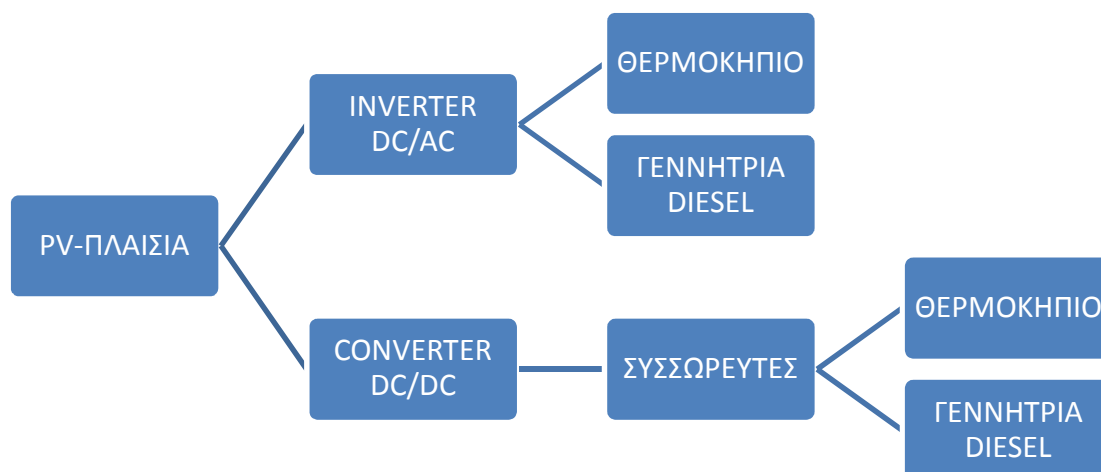 PV-ΠΛΑΙΣΙΑ
INVERTER
DC/AC
ΘΕΡΜΟΚΗΠΙΟ
ΓΕΝΝΗΤΡΙΑ
DIESEL
CONVERTER
DC/DC
ΣΥΣΣΩΡΕΥΤΕΣ
ΘΕΡΜΟΚΗΠΙΟ
ΓΕΝΝΗΤΡΙΑ
DIESEL